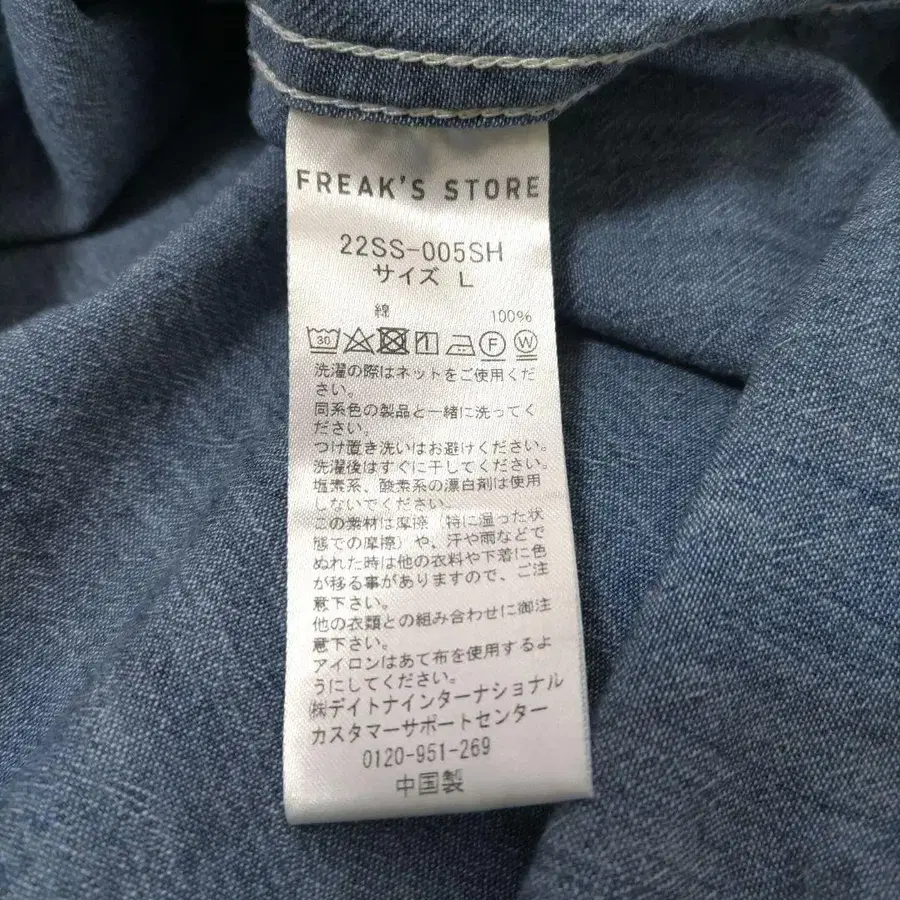 FREAK'S STORE
22SS-005SH
サイズ L
綿 100%
30 F W
洗濯の際はネットをご使用くだ
さい。
同系色の製品と一緒に洗ってく
ださい。
つけ置き洗いはお避けください。
洗濯後はすぐに干してください。
塩素系、酸素系の漂白剤は使用
しないでください。
この素材は摩擦（特に湿った状
態での摩擦）や、汗や雨などで
ぬれた時は他の衣料や下着に色
が移る事がありますので、ご注
意下さい。
他の衣類との組み合わせに御注
意下さい。
アイロンはあて布を使用するよ
うにしてください。
㈱デイトナインターナショナル
カスタマーサポートセンター
0120-951-269
中国製